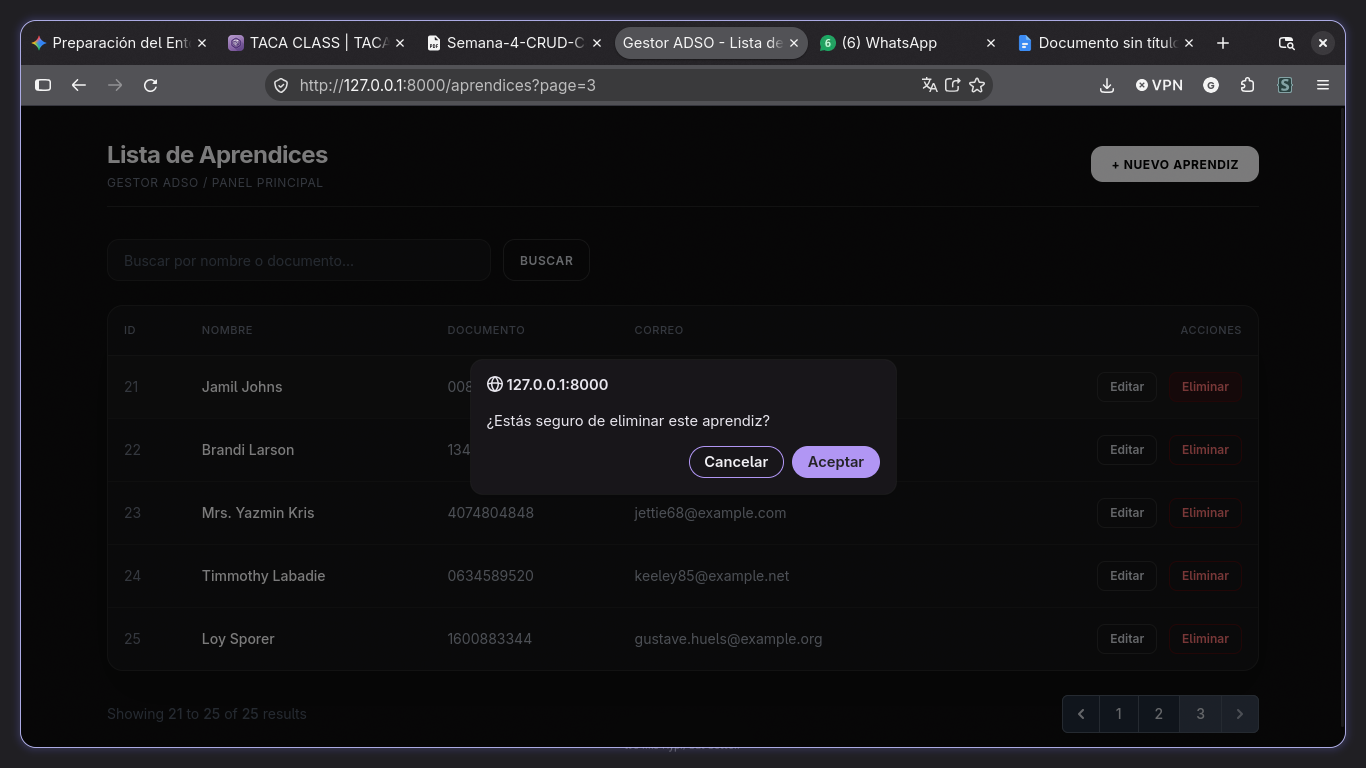 Preparación del Ent
TACA CLASS | TACA
Semana-4-CRUD-C
Gestor ADSO - Lista de
6 (6) WhatsApp
Documento sin títulc
http://127.0.0.1:8000/aprendices?page=3
VPN
G
S
Lista de Aprendices
GESTOR ADSO / PANEL PRINCIPAL
+ NUEVO APRENDIZ
Buscar por nombre o documento...
BUSCAR
ID NOMBRE DOCUMENTO CORREO ACCIONES
21 Jamil Johns 008 Editar Eliminar
22 Brandi Larson 134 Editar Eliminar
127.0.0.1:8000
¿Estás seguro de eliminar este aprendiz?
Cancelar Aceptar
23 Mrs. Yazmin Kris 4074804848 jettie68@example.com Editar Eliminar
24 Timmothy Labadie 0634589520 keeley85@example.net Editar Eliminar
25 Loy Sporer 1600883344 gustave.huels@example.org Editar Eliminar
Showing 21 to 25 of 25 results
1 2 3